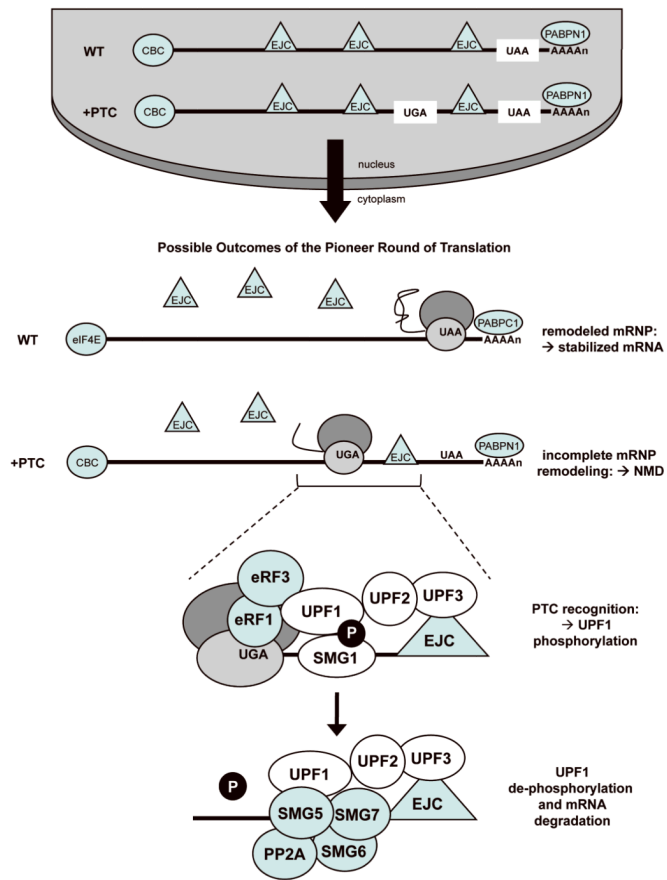 WT CBC EJC EJC EJC UAA PABPN1 AAAAn
+PTC CBC EJC EJC UGA EJC UAA PABPN1 AAAAn
nucleus
cytoplasm
Possible Outcomes of the Pioneer Round of Translation
EJC EJC EJC
WT eIF4E UAA PABPC1 AAAAn
remodeled mRNP:
→ stabilized mRNA
EJC EJC
+PTC CBC UGA EJC UAA PABPN1 AAAAn
incomplete mRNP
remodeling: → NMD
eRF3
eRF1 UPF1 UPF2 UPF3
P
UGA SMG1 EJC
PTC recognition:
→ UPF1
phosphorylation
P UPF1 UPF2 UPF3
SMG5 SMG7 EJC
PP2A SMG6
UPF1
de-phosphorylation
and mRNA
degradation